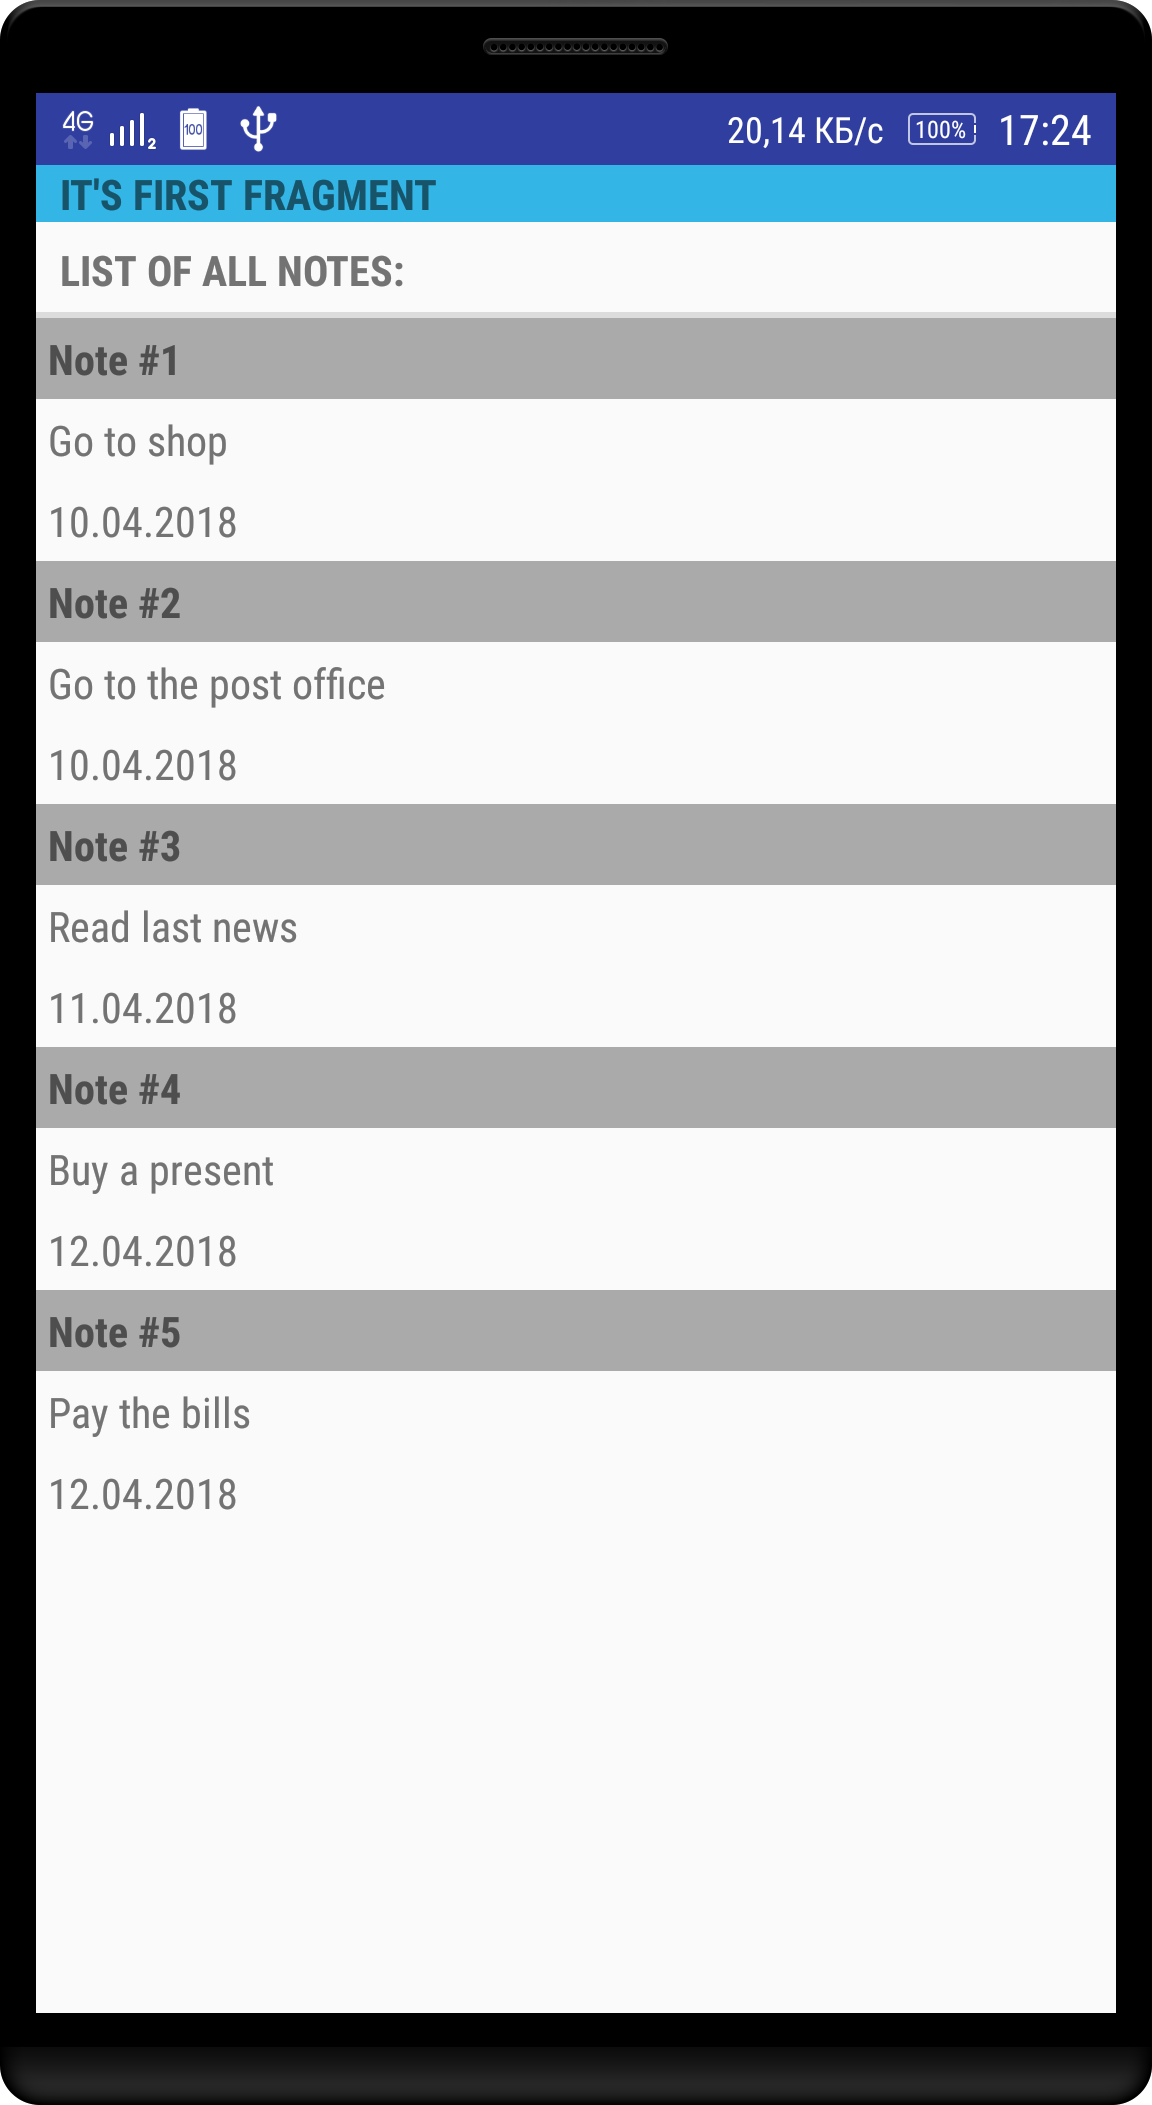 4G 2 100 20,14 КБ/с 100% 17:24
IT'S FIRST FRAGMENT
LIST OF ALL NOTES:
Note #1
Go to shop
10.04.2018
Note #2
Go to the post office
10.04.2018
Note #3
Read last news
11.04.2018
Note #4
Buy a present
12.04.2018
Note #5
Pay the bills
12.04.2018